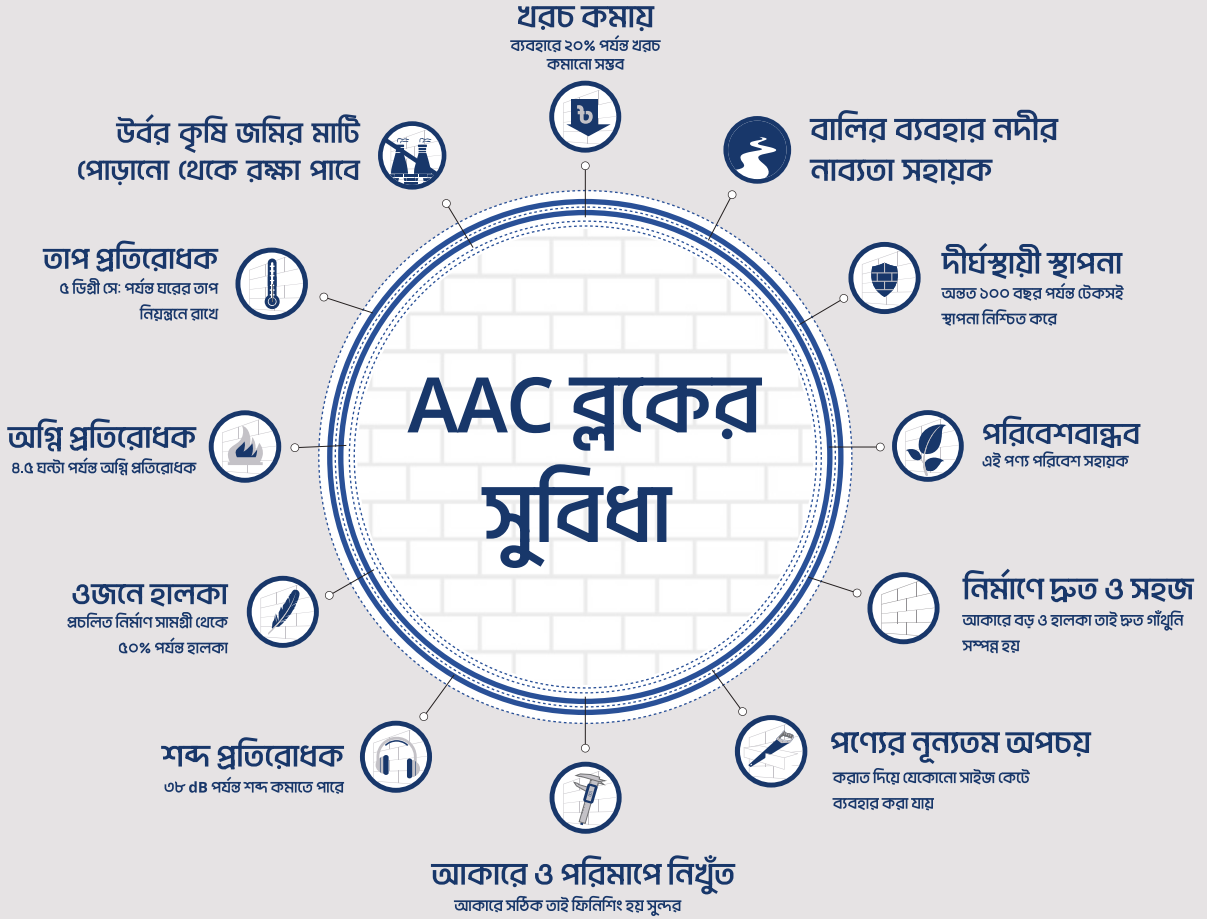 খরচ কমায়
ব্যবহারে ২০% পর্যন্ত খরচ
কমানো সম্ভব
৳
বালির ব্যবহার নদীর
নাব্যতা সহায়ক
দীর্ঘস্থায়ী স্থাপনা
অন্তত ১০০ বছর পর্যন্ত টেকসই
স্থাপনা নিশ্চিত করে
পরিবেশবান্ধব
এই পণ্য পরিবেশ সহায়ক
নির্মাণে দ্রুত ও সহজ
আকারে বড় ও হালকা তাই দ্রুত গাঁথুনি
সম্পন্ন হয়
পণ্যের নূন্যতম অপচয়
করাত দিয়ে যেকোনো সাইজ কেটে
ব্যবহার করা যায়
আকারে ও পরিমাপে নিখুঁত
আকারে সঠিক তাই ফিনিশিং হয় সুন্দর
শব্দ প্রতিরোধক
৩৮ dB পর্যন্ত শব্দ কমাতে পারে
ওজনে হালকা
প্রচলিত নির্মাণ সামগ্রী থেকে
৫০% পর্যন্ত হালকা
অগ্নি প্রতিরোধক
৪.৫ ঘন্টা পর্যন্ত অগ্নি প্রতিরোধক
তাপ প্রতিরোধক
৫ ডিগ্রী সে: পর্যন্ত ঘরের তাপ
নিয়ন্ত্রনে রাখে
উর্বর কৃষি জমির মাটি
পোড়ানো থেকে রক্ষা পাবে
AAC ব্লকের
সুবিধা